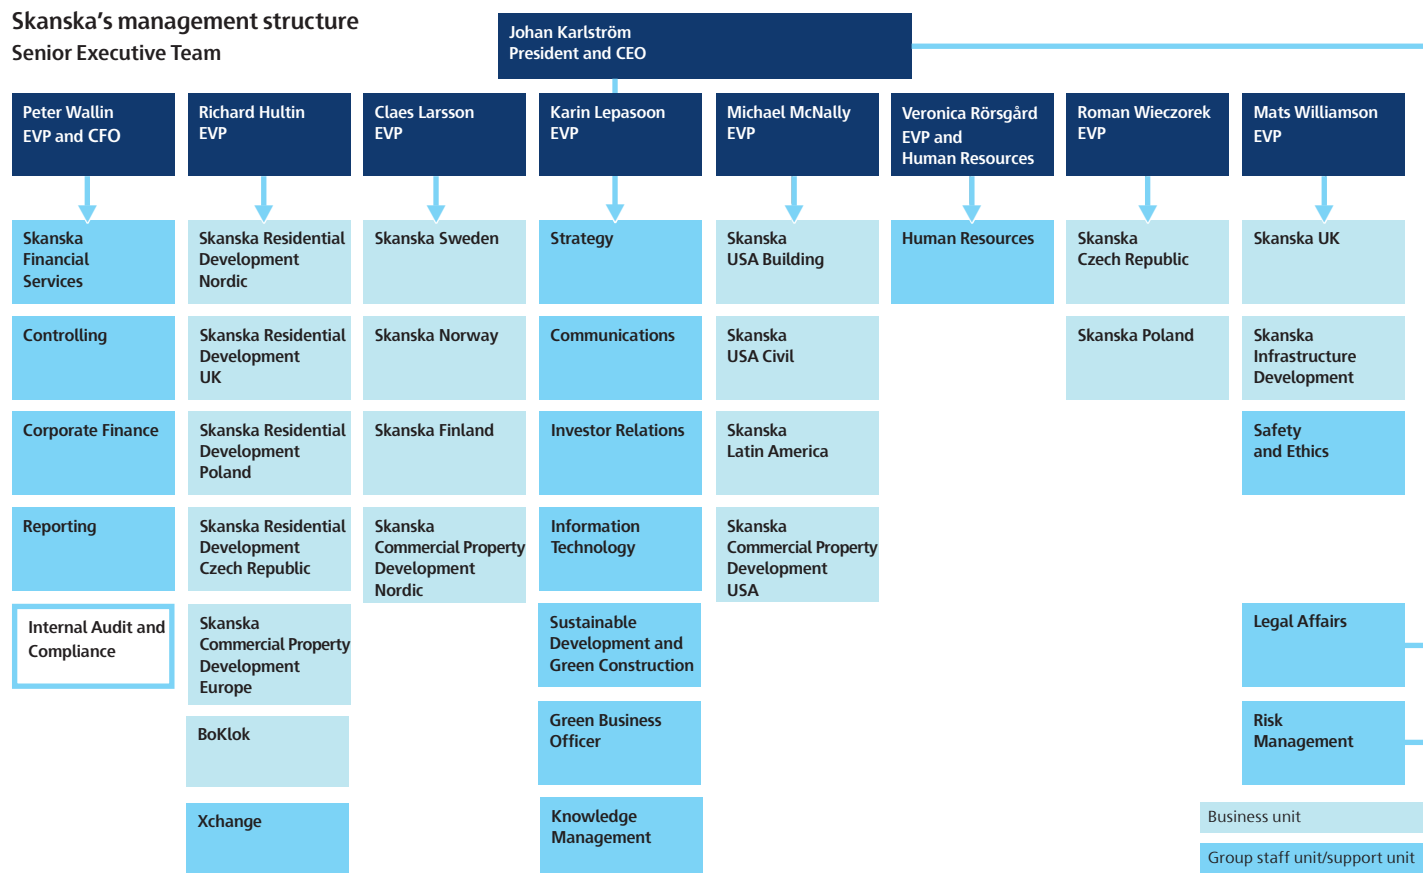 Skanska's management structure
Senior Executive Team
Johan Karlström
President and CEO
Peter Wallin
EVP and CFO
Richard Hultin
EVP
Claes Larsson
EVP
Karin Lepasoon
EVP
Michael McNally
EVP
Veronica Rörsgård
EVP and
Human Resources
Roman Wieczorek
EVP
Mats Williamson
EVP
Skanska
Financial
Services
Controlling
Corporate Finance
Reporting
Internal Audit and
Compliance
Skanska Residential
Development
Nordic
Skanska Residential
Development
UK
Skanska Residential
Development
Poland
Skanska Residential
Development
Czech Republic
Skanska
Commercial Property
Development
Europe
BoKlok
Xchange
Skanska Sweden
Skanska Norway
Skanska Finland
Skanska
Commercial Property
Development
Nordic
Strategy
Communications
Investor Relations
Information
Technology
Sustainable
Development and
Green Construction
Green Business
Officer
Knowledge
Management
Skanska
USA Building
Skanska
USA Civil
Skanska
Latin America
Skanska
Commercial Property
Development
USA
Human Resources
Skanska
Czech Republic
Skanska Poland
Skanska UK
Skanska
Infrastructure
Development
Safety
and Ethics
Legal Affairs
Risk
Management
Business unit
Group staff unit/support unit